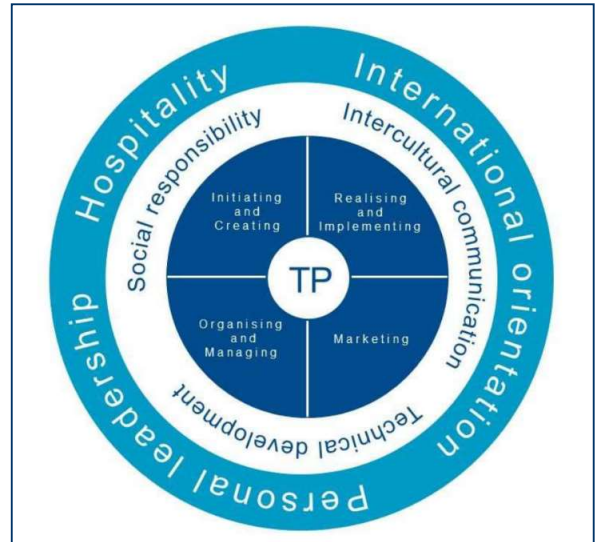 Hospitality
International orientation
Personal leadership
Social responsibility
Intercultural communication
Technical development
Initiating
and
Creating
Realising
and
Implementing
TP
Organising
and
Managing
Marketing